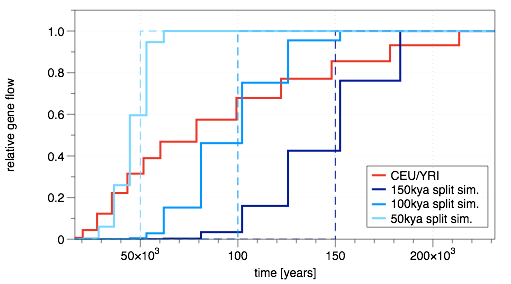 relative gene flow
1.0
0.8
0.6
0.4
0.2
0
CEU/YRI
150kya split sim.
100kya split sim.
50kya split sim.
50×10³ 100 150 200×10³
time [years]